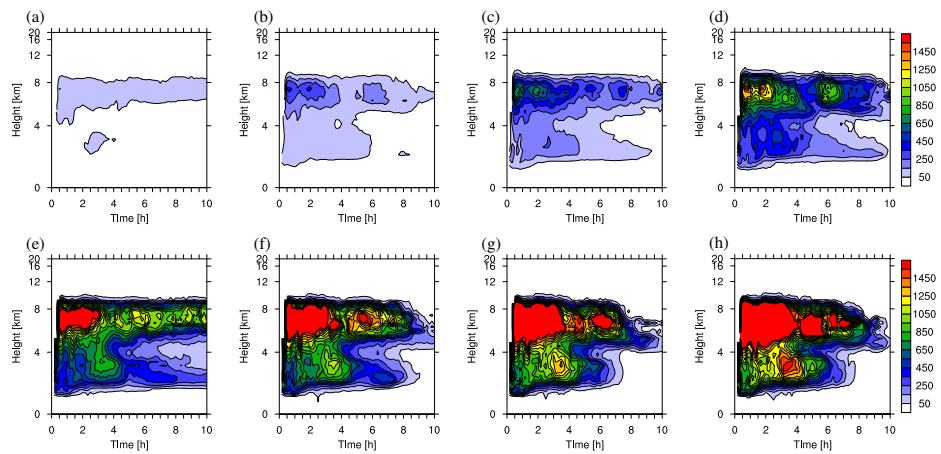 (a) (b) (c) (d)
20 20 20 20
16 16 16 16
12 12 12 12
8 8 8 8
4 4 4 4
0 0 0 0
Height [km] Height [km] Height [km] Height [km]
0 2 4 6 8 10 0 2 4 6 8 10 0 2 4 6 8 10 0 2 4 6 8 10
TIme [h] TIme [h] TIme [h] TIme [h]
1450
1250
1050
850
650
450
250
50
(e) (f) (g) (h)
20 20 20 20
16 16 16 16
12 12 12 12
8 8 8 8
4 4 4 4
0 0 0 0
Height [km] Height [km] Height [km] Height [km]
0 2 4 6 8 10 0 2 4 6 8 10 0 2 4 6 8 10 0 2 4 6 8 10
TIme [h] TIme [h] TIme [h] TIme [h]
1450
1250
1050
850
650
450
250
50